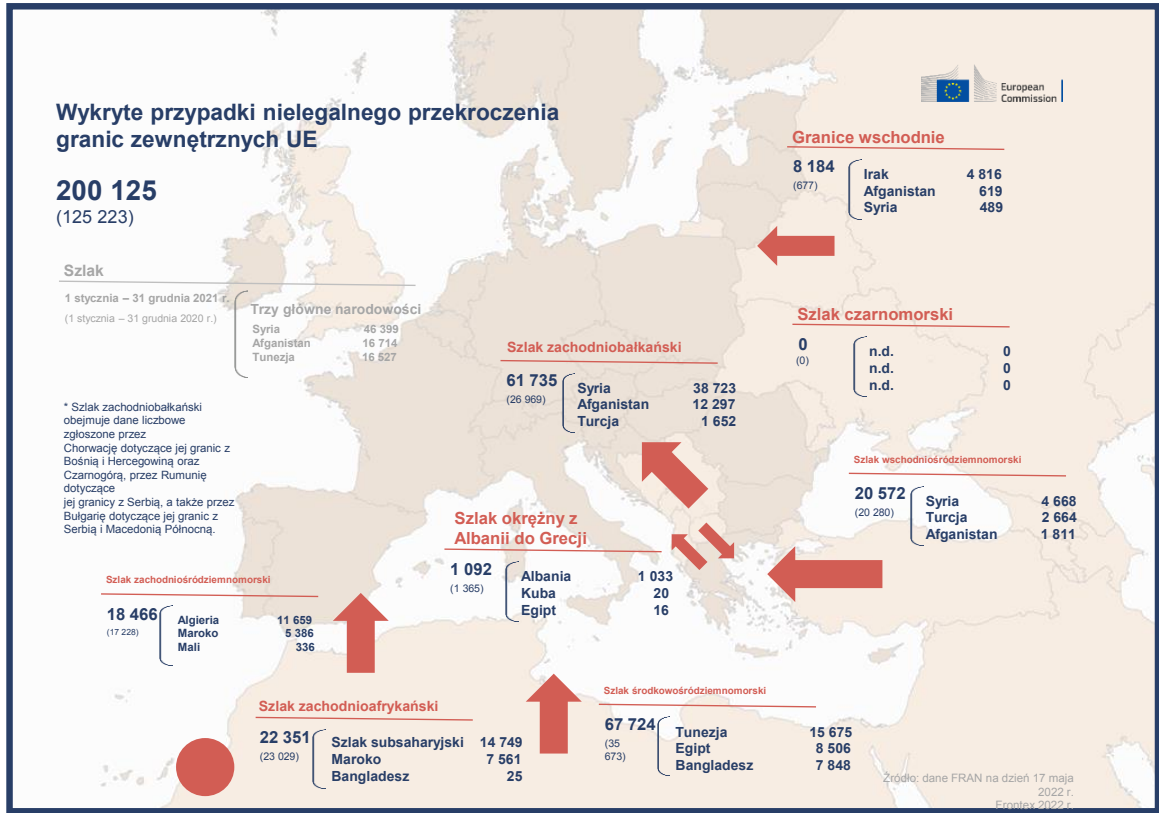 Wykryte przypadki nielegalnego przekroczenia
granic zewnętrznych UE
200 125
(125 223)
European
Commission
Szlak
1 stycznia – 31 grudnia 2021 r.
(1 stycznia – 31 grudnia 2020 r.)
Trzy główne narodowości
Syria 46 399
Afganistan 16 714
Tunezja 16 527
* Szlak zachodniobałkański
obejmuje dane liczbowe
zgłoszone przez
Chorwację dotyczące jej granic z
Bośnią i Hercegowiną oraz
Czarnogórą, przez Rumunię
dotyczące
jej granicy z Serbią, a także przez
Bułgarię dotyczące jej granic z
Serbią i Macedonią Północną.
Granice wschodnie
8 184
(677)
Irak 4 816
Afganistan 619
Syria 489
Szlak czarnomorski
0
(0)
n.d. 0
n.d. 0
n.d. 0
Szlak zachodniobałkański
61 735
(26 969)
Syria 38 723
Afganistan 12 297
Turcja 1 652
Szlak wschodniośródziemnomorski
20 572
(20 280)
Syria 4 668
Turcja 2 664
Afganistan 1 811
Szlak okrężny z
Albanii do Grecji
1 092
(1 365)
Albania 1 033
Kuba 20
Egipt 16
Szlak zachodniośródziemnomorski
18 466
(17 228)
Algieria 11 659
Maroko 5 386
Mali 336
Szlak zachodnioafrykański
22 351
(23 029)
Szlak subsaharyjski 14 749
Maroko 7 561
Bangladesz 25
Szlak środkowośródziemnomorski
67 724
(35
673)
Tunezja 15 675
Egipt 8 506
Bangladesz 7 848
Źródło: dane FRAN na dzień 17 maja
2022 r.
Frontex 2022 r.